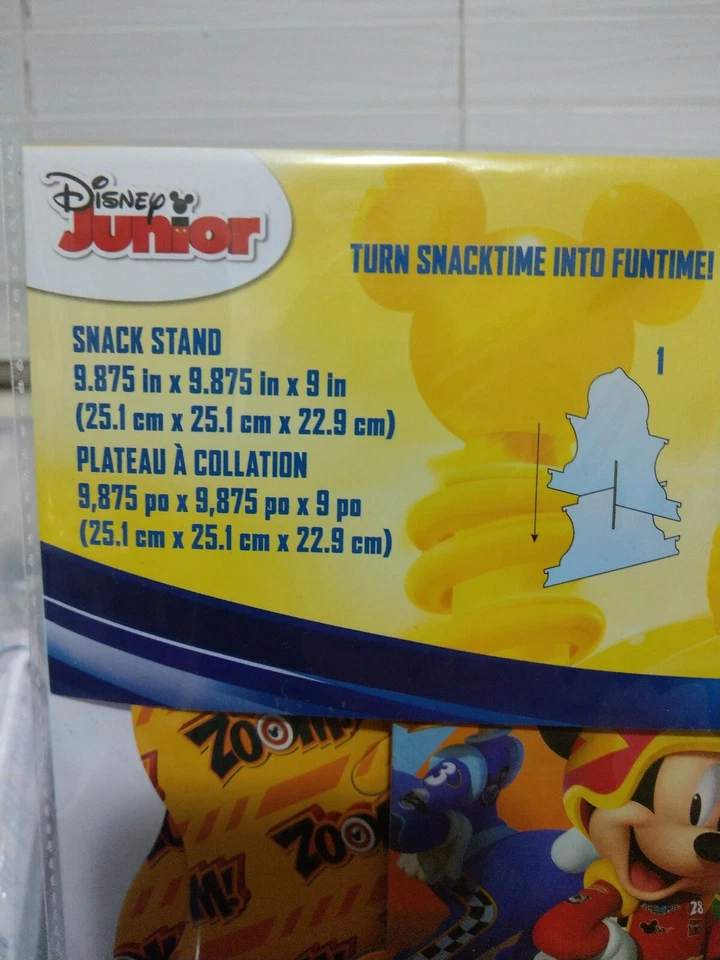 Disney
Junior
TURN SNACKTIME INTO FUNTIME!
SNACK STAND
9.875 in x 9.875 in x 9 in
(25.1 cm x 25.1 cm x 22.9 cm)
PLATEAU À COLLATION
9,875 po x 9,875 po x 9 po
(25.1 cm x 25.1 cm x 22.9 cm)
1
ZOOM!
3
ZOOM
M!
28